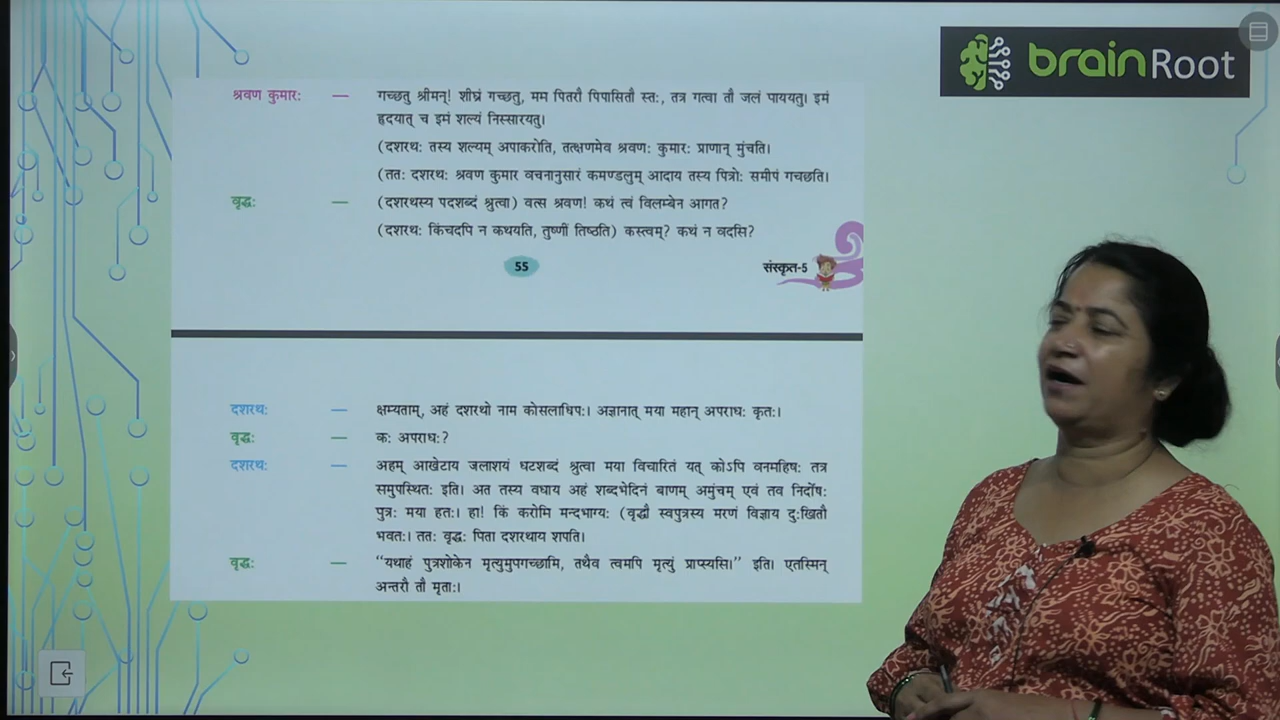 brainRoot
श्रवण कुमार: — गच्छतु श्रीमन्! शीघ्रं गच्छतु, मम पितरौ पिपासितौ स्त:, तत्र गत्वा तौ जलं पाययतु। इमं
हृदयात् च इमं शल्यं निस्सारयतु।
(दशरथ: तस्य शल्यम् अपाकरोति, तत्क्षणमेव श्रवण: कुमार: प्राणान् मुंचति।
(तत: दशरथ: श्रवण कुमार वचनानुसारं कमण्डलुम् आदाय तस्य पित्रो: समीपं गचछति।
वृद्ध: — (दशरथस्य पदशब्दं श्रुत्वा) वत्स श्रवण! कथं त्वं विलम्बेन आगत?
(दशरथ: किंचदपि न कथयति, तुष्णीं तिष्ठति) कस्त्वम्? कथं न वदसि?
55
संस्कृत-5
दशरथ: — क्षम्यताम्, अहं दशरथो नाम कोसलाधिप:। अज्ञानात् मया महान् अपराध: कृत:।
वृद्ध: — क: अपराध:?
दशरथ: — अहम् आखेटाय जलाशयं घटशब्दं श्रुत्वा मया विचारितं यत् कोऽपि वनमहिष: तत्र
समुपस्थित: इति। अत तस्य वधाय अहं शब्दभेदिनं बाणम् अमुंचम् एवं तव निर्दोष:
पुत्र: मया हत:। हा! किं करोमि मन्दभाग्य: (वृद्धौ स्वपुत्रस्य मरणं विज्ञाय दु:खितौ
भवत:। तत: वृद्ध: पिता दशरथाय शपति।
वृद्ध: — “यथाहं पुत्रशोकेन मृत्युमुपगच्छामि, तथैव त्वमपि मृत्युं प्राप्स्यसि।” इति। एतस्मिन्
अन्तरौ तौ मृता:।